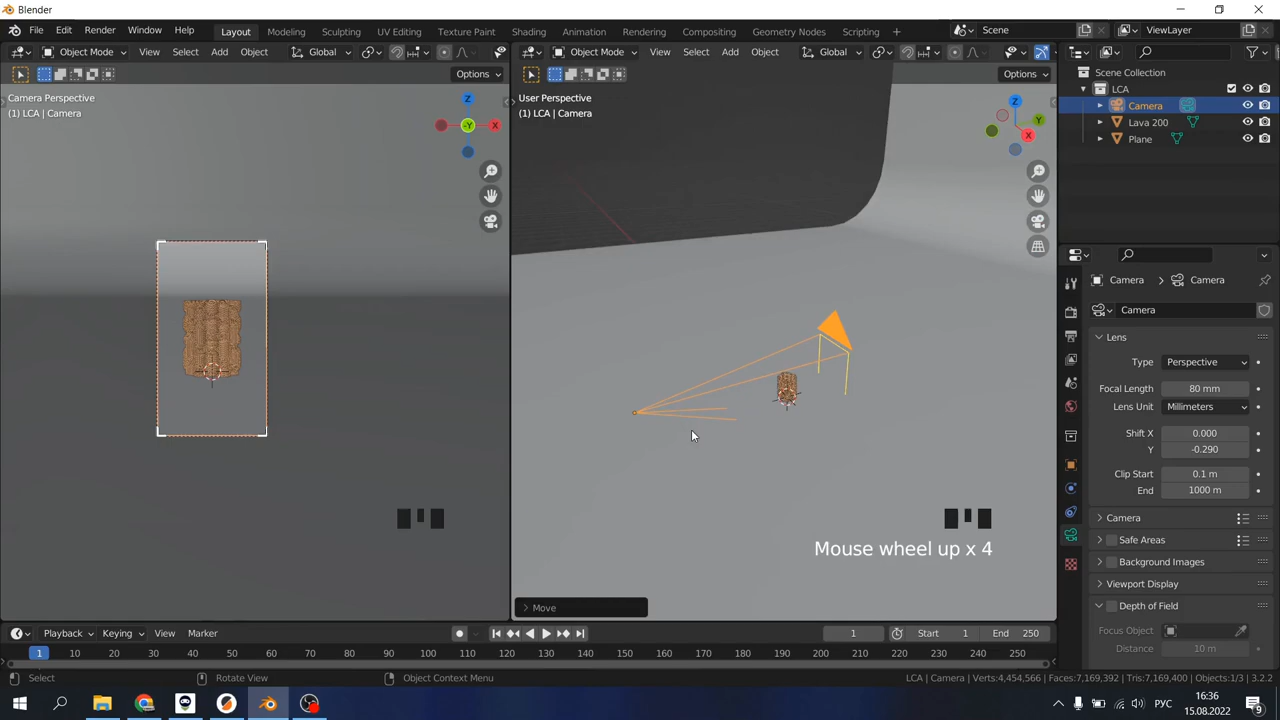 Blender
File Edit Render Window Help Layout Modeling Sculpting UV Editing Texture Paint Shading Animation Rendering Compositing Geometry Nodes Scripting + Scene ViewLayer
Object Mode View Select Add Object Global Object Mode View Select Add Object Global
Options Options Scene Collection
LCA
Camera Perspective User Perspective Camera
(1) LCA | Camera (1) LCA | Camera Lava 200
Plane
Z -Y X Z Y X
Camera Camera
Camera
Lens
Type Perspective
Focal Length 80 mm
Lens Unit Millimeters
Shift X 0.000
Y -0.290
Clip Start 0.1 m
End 1000 m
Camera
Safe Areas
Background Images
Viewport Display
Depth of Field
Focus Object
Distance 10 m
Mouse wheel up x 4
Move
Playback Keying View Marker 1 Start 1 End 250
1 10 20 30 40 50 60 70 80 90 100 110 120 130 140 150 160 170 180 190 200 210 220 230 240 250
Select Rotate View Object Context Menu LCA | Camera | Verts:4,454,566 | Faces:7,169,392 | Tris:7,169,400 | Objects:1/3 | 3.2.2
РУС 16:36
15.08.2022 9